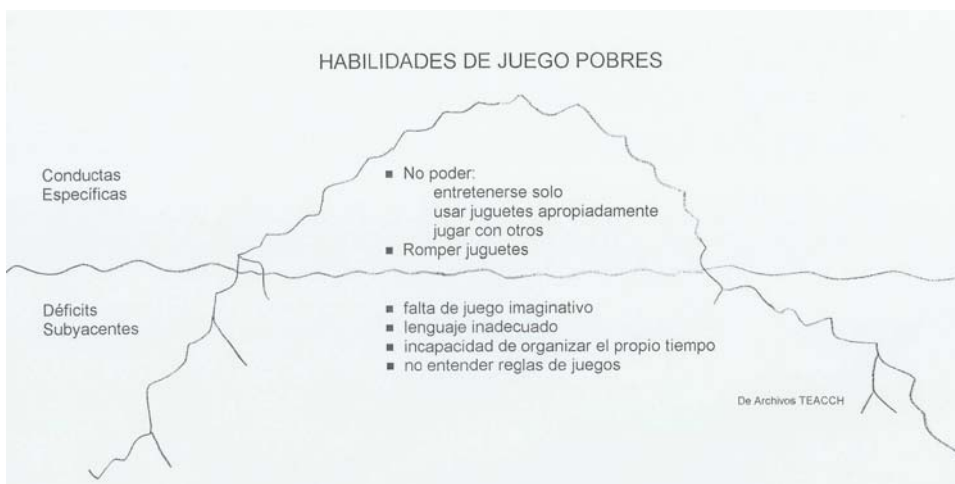 HABILIDADES DE JUEGO POBRES
Conductas
Específicas
▪ No poder:
entretenerse solo
usar juguetes apropiadamente
jugar con otros
▪ Romper juguetes
Déficits
Subyacentes
▪ falta de juego imaginativo
▪ lenguaje inadecuado
▪ incapacidad de organizar el propio tiempo
▪ no entender reglas de juegos
De Archivos TEACCH